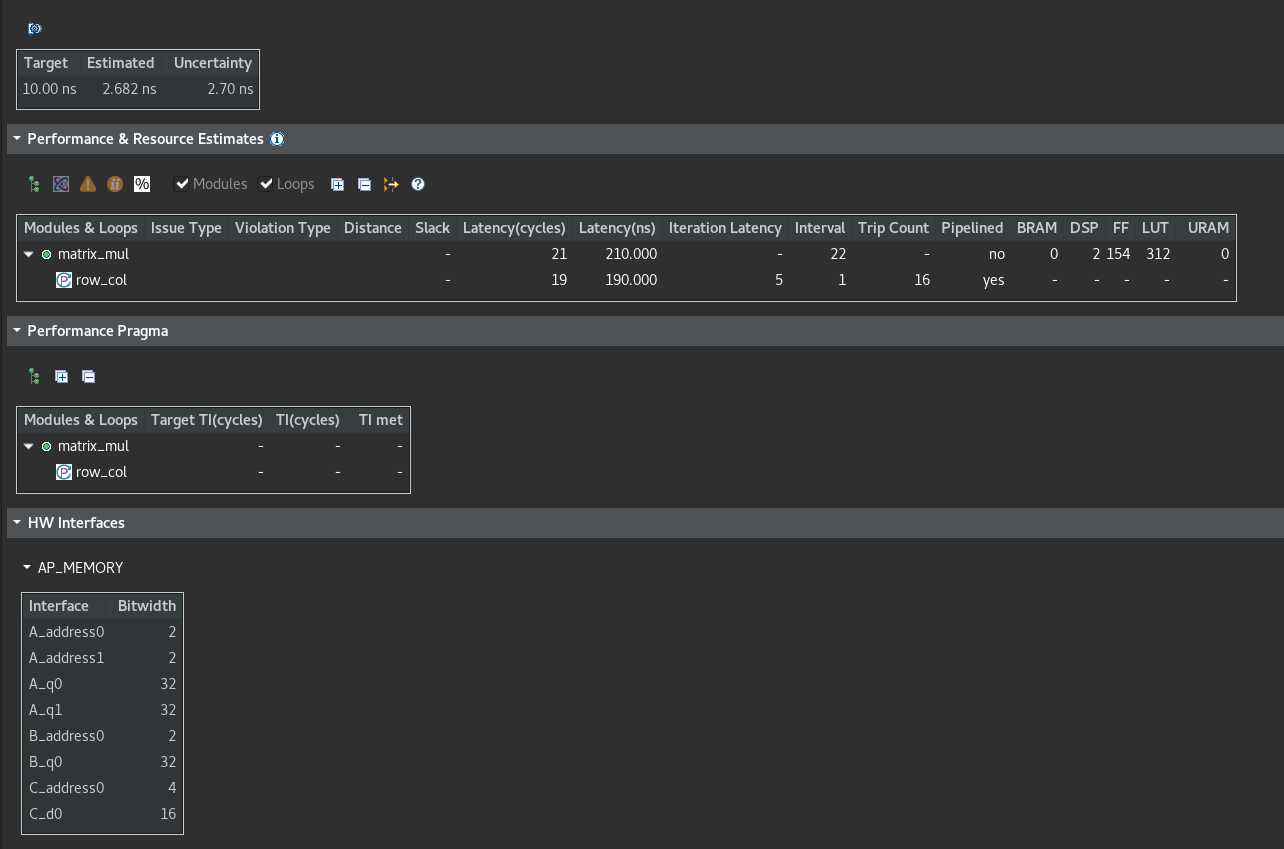 Target Estimated Uncertainty
10.00 ns 2.682 ns 2.70 ns
Performance & Resource Estimates
% Modules Loops
Modules & Loops Issue Type Violation Type Distance Slack Latency(cycles) Latency(ns) Iteration Latency Interval Trip Count Pipelined BRAM DSP FF LUT URAM
matrix_mul - 21 210.000 - 22 - no 0 2 154 312 0
row_col - 19 190.000 5 1 16 yes - - - - -
Performance Pragma
Modules & Loops Target TI(cycles) TI(cycles) TI met
matrix_mul - - -
row_col - - -
HW Interfaces
AP_MEMORY
Interface Bitwidth
A_address0 2
A_address1 2
A_q0 32
A_q1 32
B_address0 2
B_q0 32
C_address0 4
C_d0 16